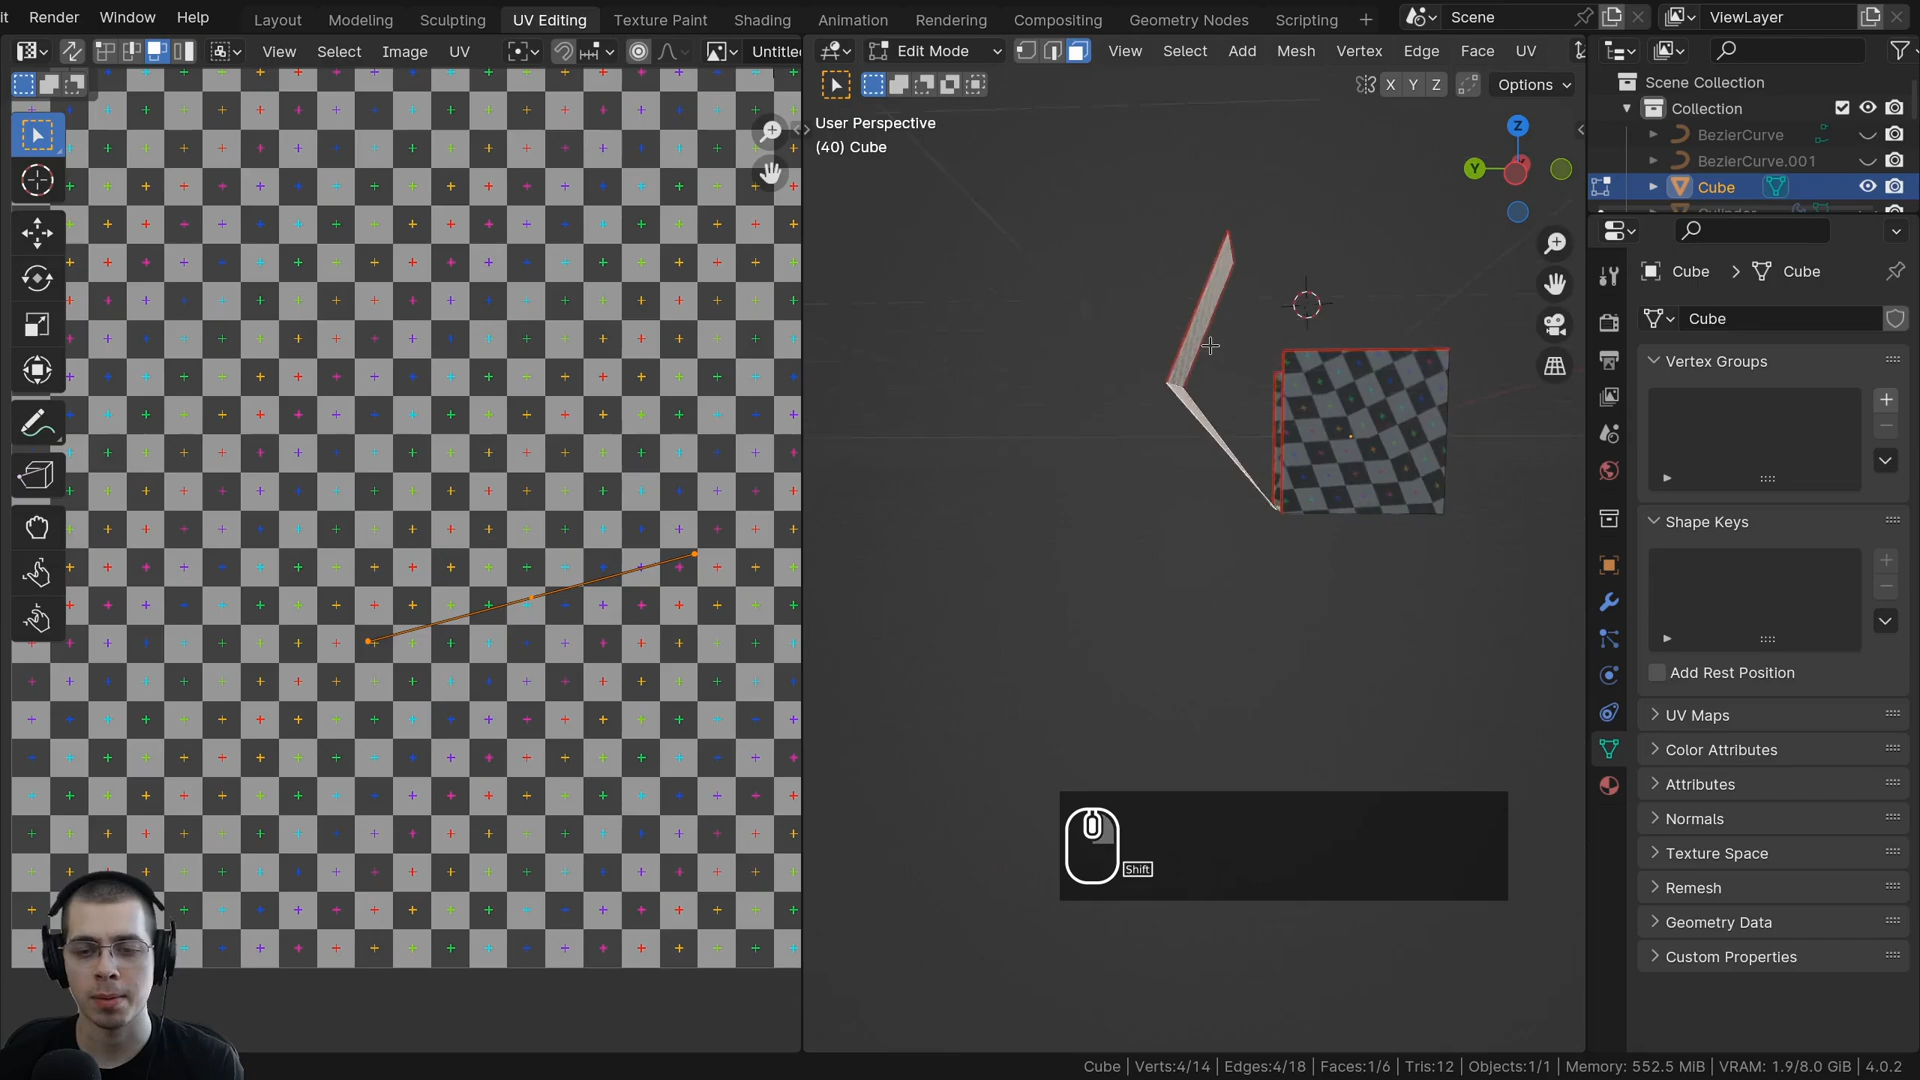 Render Window Help Layout Modeling Sculpting UV Editing Texture Paint Shading Animation Rendering Compositing Geometry Nodes Scripting + Scene ViewLayer
View Select Image UV Edit Mode View Select Add Mesh Vertex Edge Face UV
X Y Z Options
Scene Collection
Collection
BezierCurve
BezierCurve.001
Cube
User Perspective
(40) Cube
Z
Y
Cube > Cube
Cube
Vertex Groups
Shape Keys
Add Rest Position
UV Maps
Color Attributes
Attributes
Normals
Texture Space
Remesh
Geometry Data
Custom Properties
Shift
Cube | Verts:4/14 | Edges:4/18 | Faces:1/6 | Tris:12 | Objects:1/1 | Memory: 552.5 MiB | VRAM: 1.9/8.0 GiB | 4.0.2